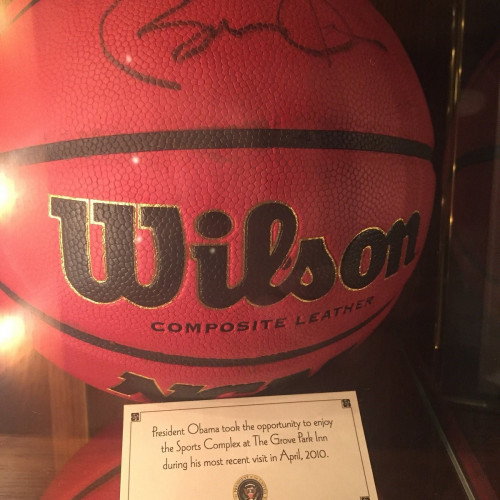 Wilson
COMPOSITE LEATHER
NCAA
President Obama took the opportunity to enjoy
the Sports Complex at The Grove Park Inn
during his most recent visit in April, 2010.